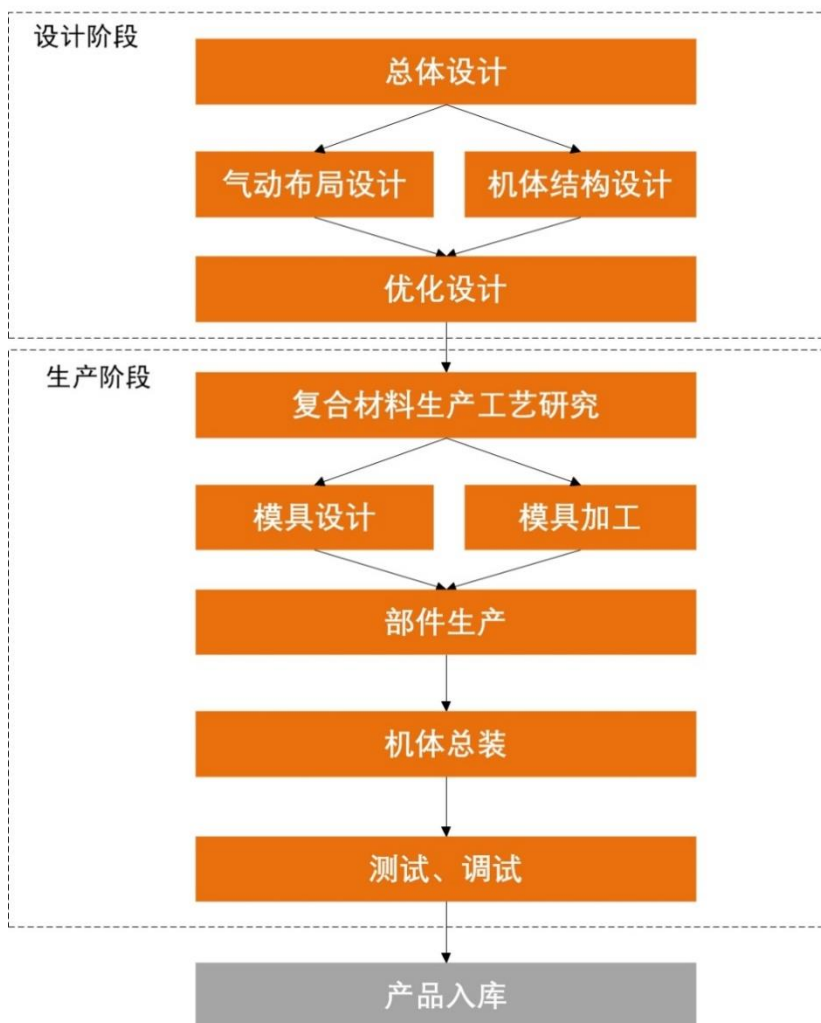 设计阶段
总体设计
气动布局设计
机体结构设计
优化设计
生产阶段
复合材料生产工艺研究
模具设计
模具加工
部件生产
机体总装
测试、调试
产品入库